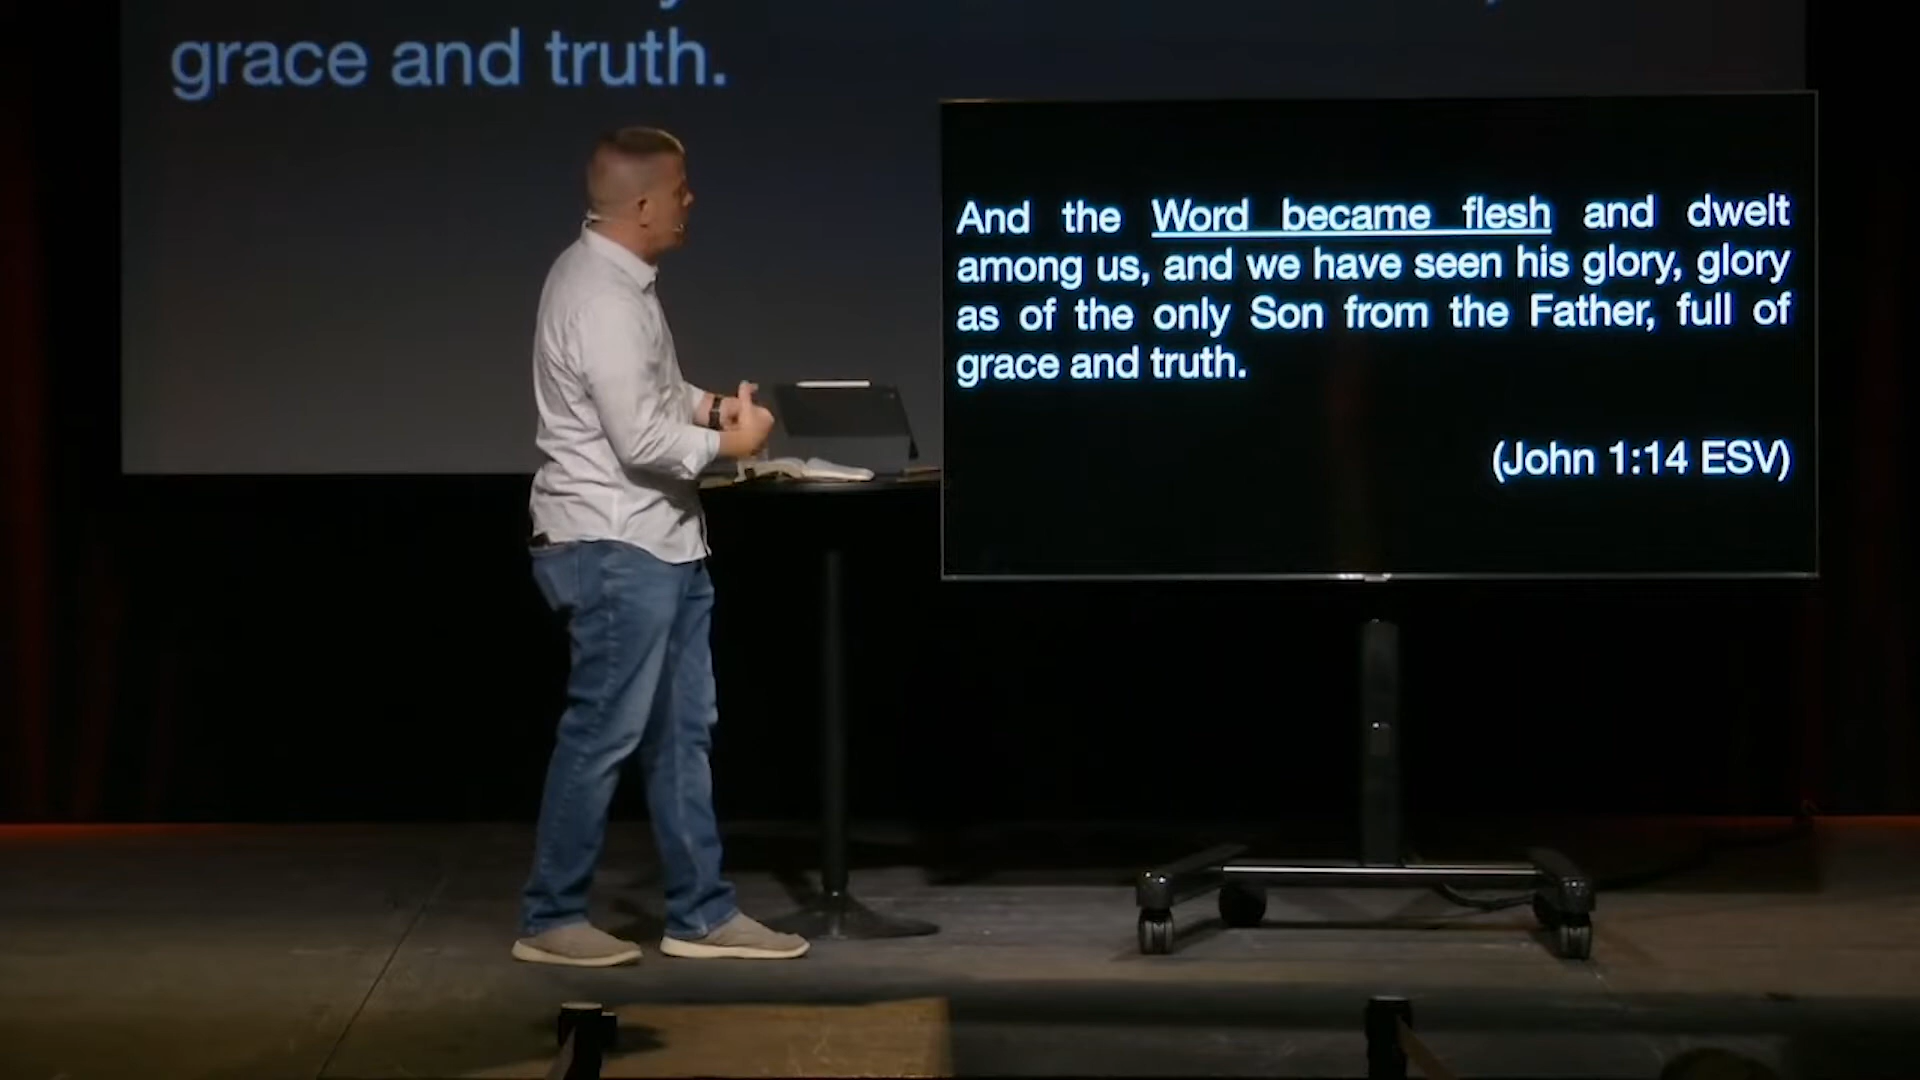 grace and truth.
And the Word became flesh and dwelt
among us, and we have seen his glory, glory
as of the only Son from the Father, full of
grace and truth.
(John 1:14 ESV)